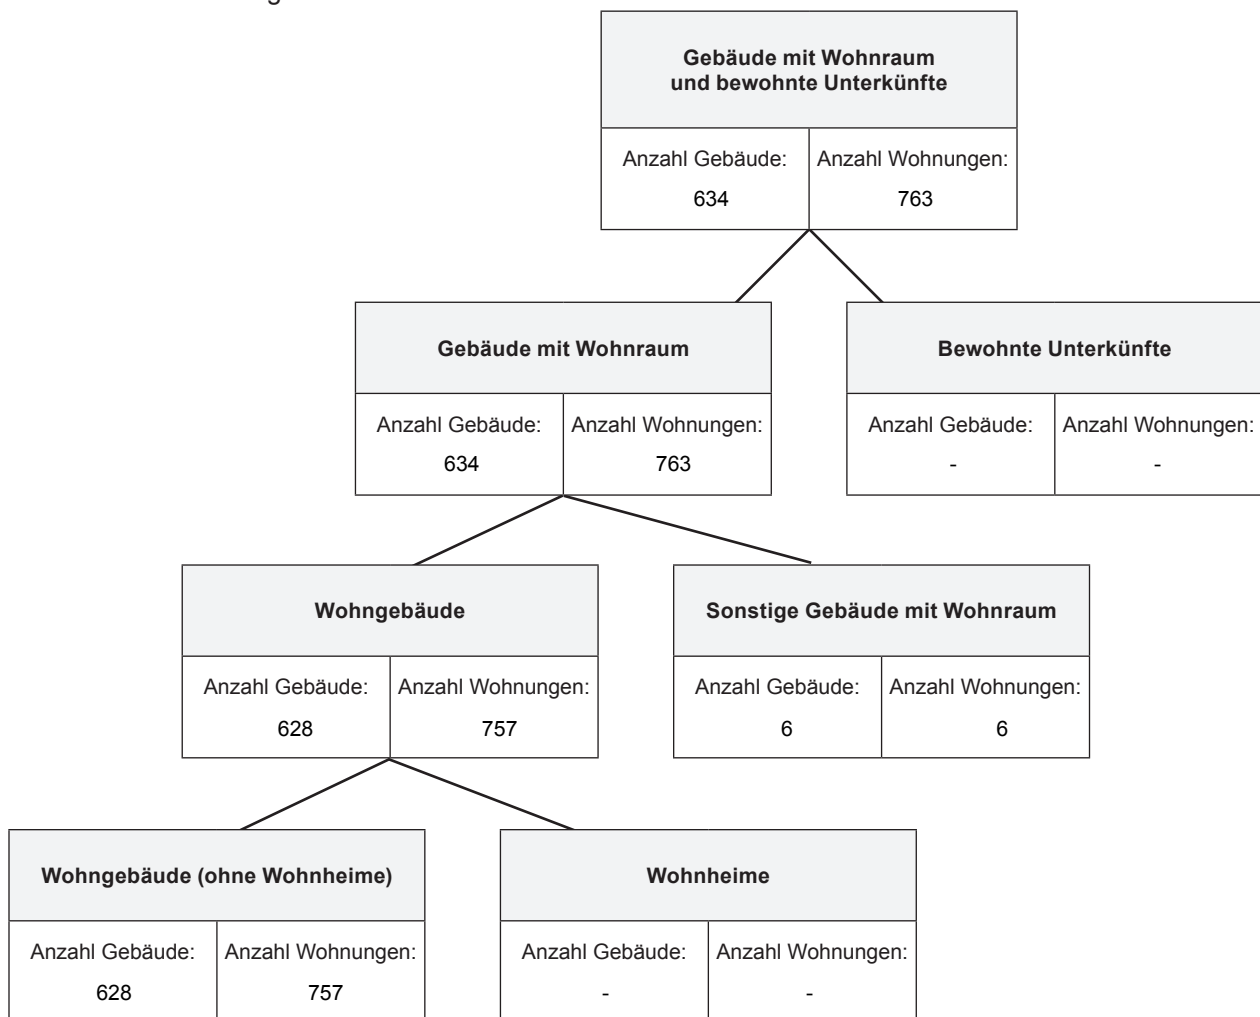 Gebäude mit Wohnraum
und bewohnte Unterkünfte
Anzahl Gebäude: Anzahl Wohnungen:
634 763
Gebäude mit Wohnraum
Anzahl Gebäude: Anzahl Wohnungen:
634 763
Bewohnte Unterkünfte
Anzahl Gebäude: Anzahl Wohnungen:
- -
Wohngebäude
Anzahl Gebäude: Anzahl Wohnungen:
628 757
Sonstige Gebäude mit Wohnraum
Anzahl Gebäude: Anzahl Wohnungen:
6 6
Wohngebäude (ohne Wohnheime)
Anzahl Gebäude: Anzahl Wohnungen:
628 757
Wohnheime
Anzahl Gebäude: Anzahl Wohnungen:
- -